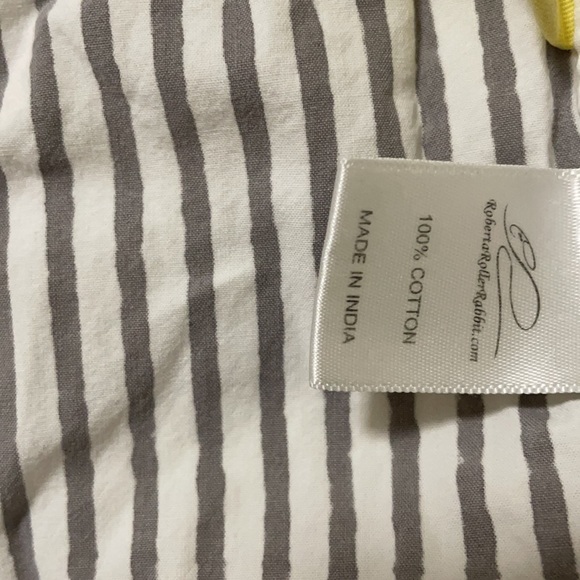 RobertaRollerRabbit.com
100% COTTON
MADE IN INDIA